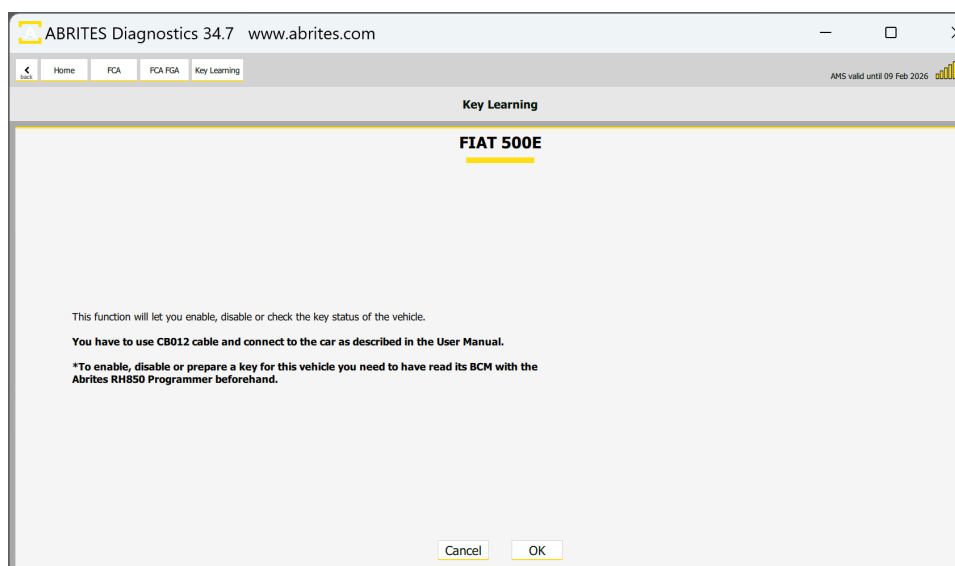 ABRITES Diagnostics 34.7 www.abrites.com
back Home FCA FCA FGA Key Learning AMS valid until 09 Feb 2026
Key Learning
FIAT 500E
This function will let you enable, disable or check the key status of the vehicle.
You have to use CB012 cable and connect to the car as described in the User Manual.
*To enable, disable or prepare a key for this vehicle you need to have read its BCM with the
Abrites RH850 Programmer beforehand.
Cancel OK